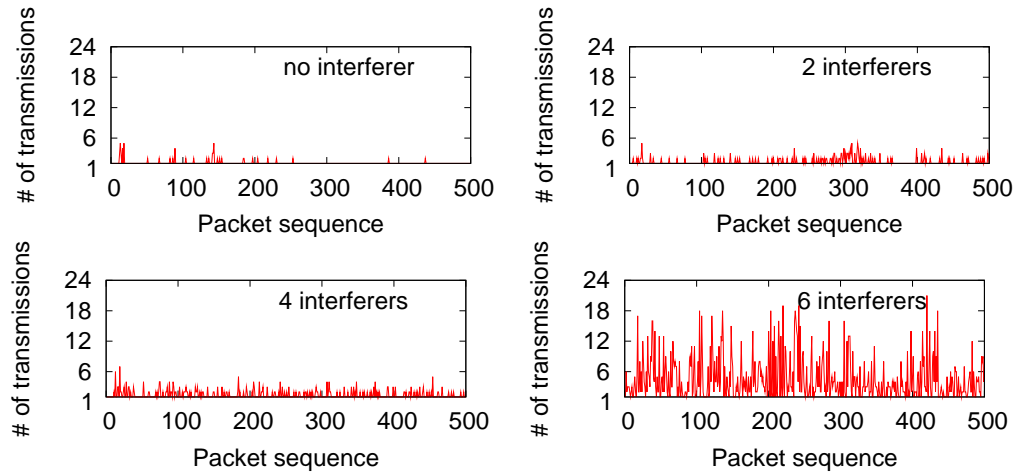 # of transmissions
24
18
12
6
1
no interferer
0 100 200 300 400 500
Packet sequence
# of transmissions
24
18
12
6
1
2 interferers
0 100 200 300 400 500
Packet sequence
# of transmissions
24
18
12
6
1
4 interferers
0 100 200 300 400 500
Packet sequence
# of transmissions
24
18
12
6
1
6 interferers
0 100 200 300 400 500
Packet sequence